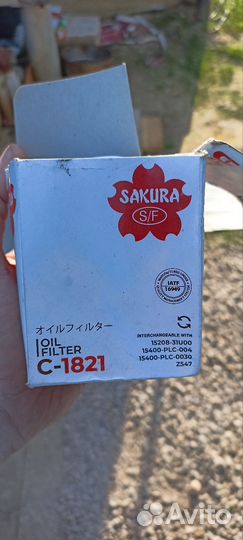 SAKURA
S/F
IATF
16949
オイルフィルター
OIL
FILTER
C-1821
INTERCHANGEABLE WITH
15208-31U00
15400-PLC-004
15400-PLC-0030
Z547
Avito